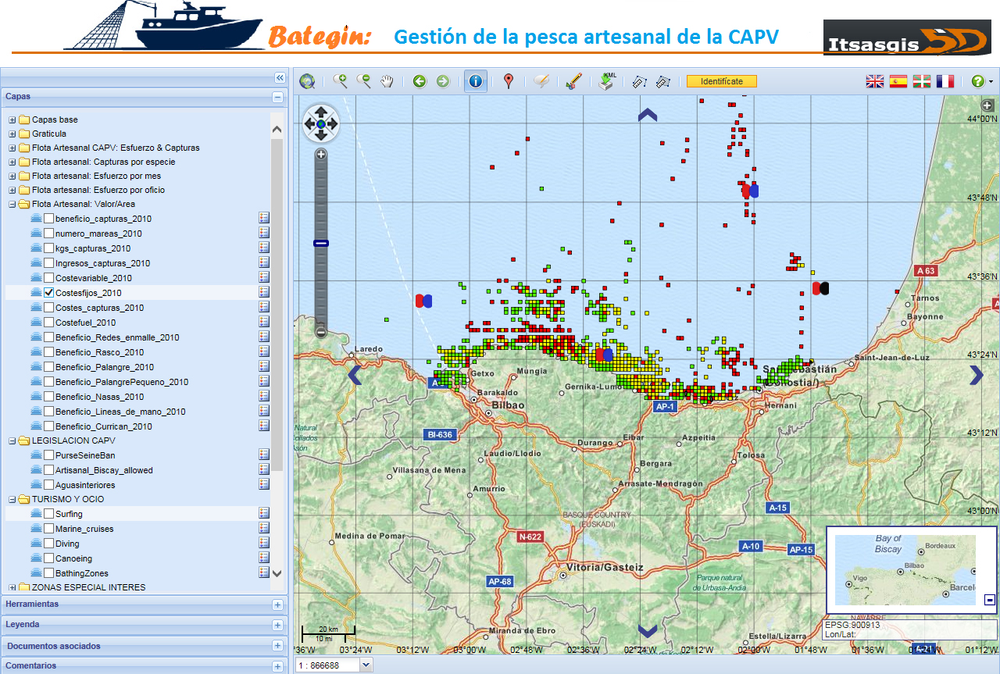 Bategin: Gestión de la pesca artesanal de la CAPV
Itsasgis 5D
Capas
Capas base
Graticula
Flota Artesanal CAPV: Esfuerzo & Capturas
Flota artesanal: Capturas por especie
Flota artesanal: Esfuerzo por mes
Flota artesanal: Esfuerzo por oficio
Flota Artesanal: Valor/Area
beneficio_capturas_2010
numero_mareas_2010
kgs_capturas_2010
Ingresos_capturas_2010
Costevariable_2010
Costesfijos_2010
Costes_capturas_2010
Costefuel_2010
Beneficio_Redes_enmalle_2010
Beneficio_Rasco_2010
Beneficio_Palangre_2010
Beneficio_PalangrePequeno_2010
Beneficio_Nasas_2010
Beneficio_Lineas_de_mano_2010
Beneficio_Currican_2010
LEGISLACION CAPV
PurseSeineBan
Artisanal_Biscay_allowed
Aguasinteriores
TURISMO Y OCIO
Surfing
Marine_cruises
Diving
Canoeing
BathingZones
ZONAS ESPECIAL INTERES
Herramientas
Leyenda
Documentos asociados
Comentarios
KML
Identifícate
44°00'N
43°48'N
43°36'N
43°24'N
43°12'N
43°00'N
A 63
Tarnos
Bayonne
Saint-Jean-de-Luz
Laredo
Getxo
Mungia
Barakaldo
Bilbao
Gernika-Lumo
AP-1
Hernani
BI-636
Natural
Collados
Asón
Durango
Eibar
Azpeitia
Laudio/Llodio
Bergara
Tolosa
Villasana de Mena
Amurrio
Arrasate-Mondragón
A-15
BASQUE COUNTRY
(EUSKADI)
Medina de Pomar
N-622
A-10
AP-15
Vitoria/Gasteiz
AP-68
Parque natural
de Urbasa-Andia
Miranda de Ebro
Estella/Lizarra
NAVARRE
A-21
Bay of
Biscay
Bordeaux
Bilbao
Vigo
Barcel
EPSG:900913
Lon/Lat:
20 km
10 mi
°36'W
03°24'W
03°12'W
03°00'W
02°48'W
02°36'W
02°24'W
02°12'W
02°00'W
01°48'W
01°36'W
01°24'W
01°12'W
1 : 866688